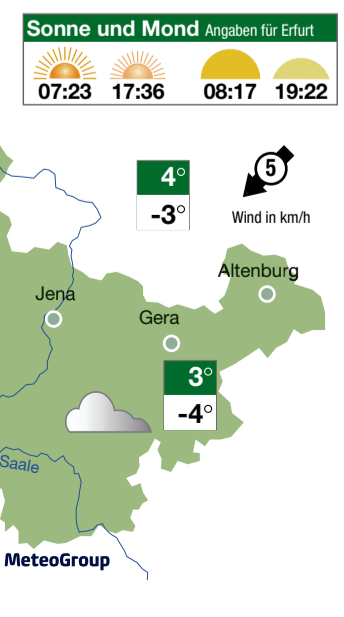 Sonne und Mond Angaben für Erfurt
07:23 17:36 08:17 19:22
4°
-3°
5
Wind in km/h
Altenburg
Jena
Gera
3°
-4°
Saale
MeteoGroup